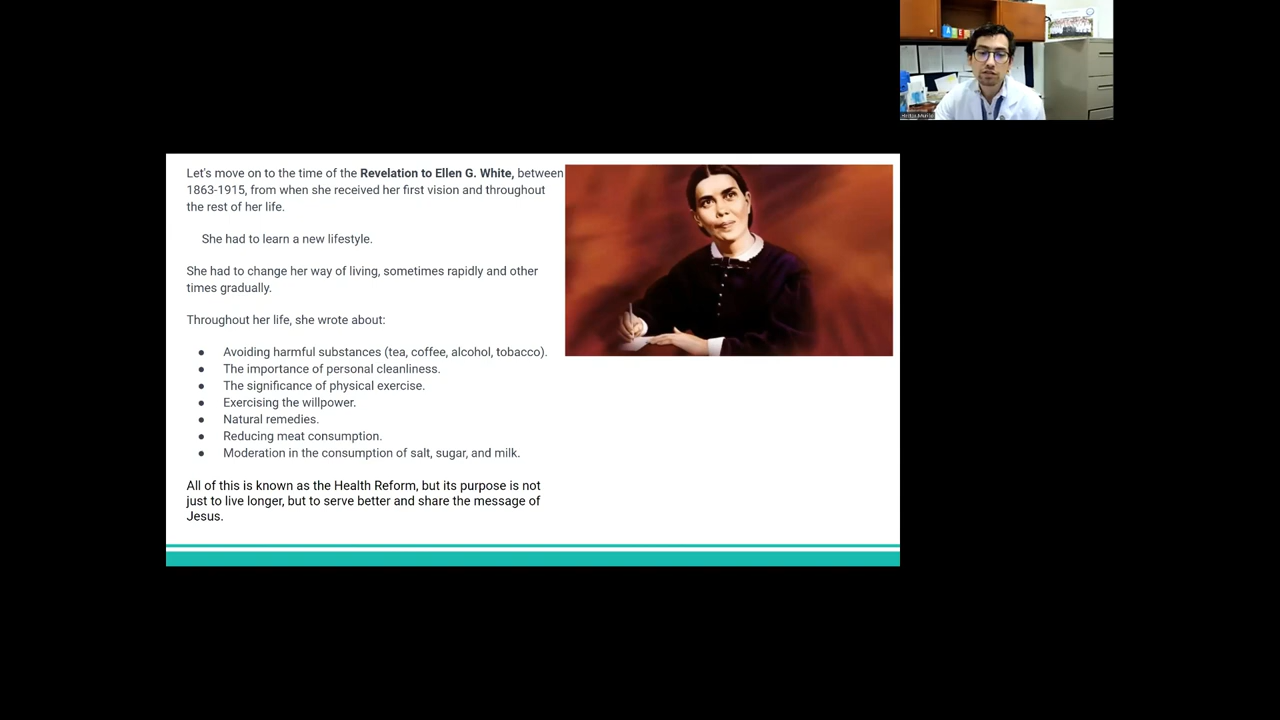 Let's move on to the time of the Revelation to Ellen G. White, between
1863-1915, from when she received her first vision and throughout
the rest of her life.
She had to learn a new lifestyle.
She had to change her way of living, sometimes rapidly and other
times gradually.
Throughout her life, she wrote about:
● Avoiding harmful substances (tea, coffee, alcohol, tobacco).
● The importance of personal cleanliness.
● The significance of physical exercise.
● Exercising the willpower.
● Natural remedies.
● Reducing meat consumption.
● Moderation in the consumption of salt, sugar, and milk.
All of this is known as the Health Reform, but its purpose is not
just to live longer, but to serve better and share the message of
Jesus.